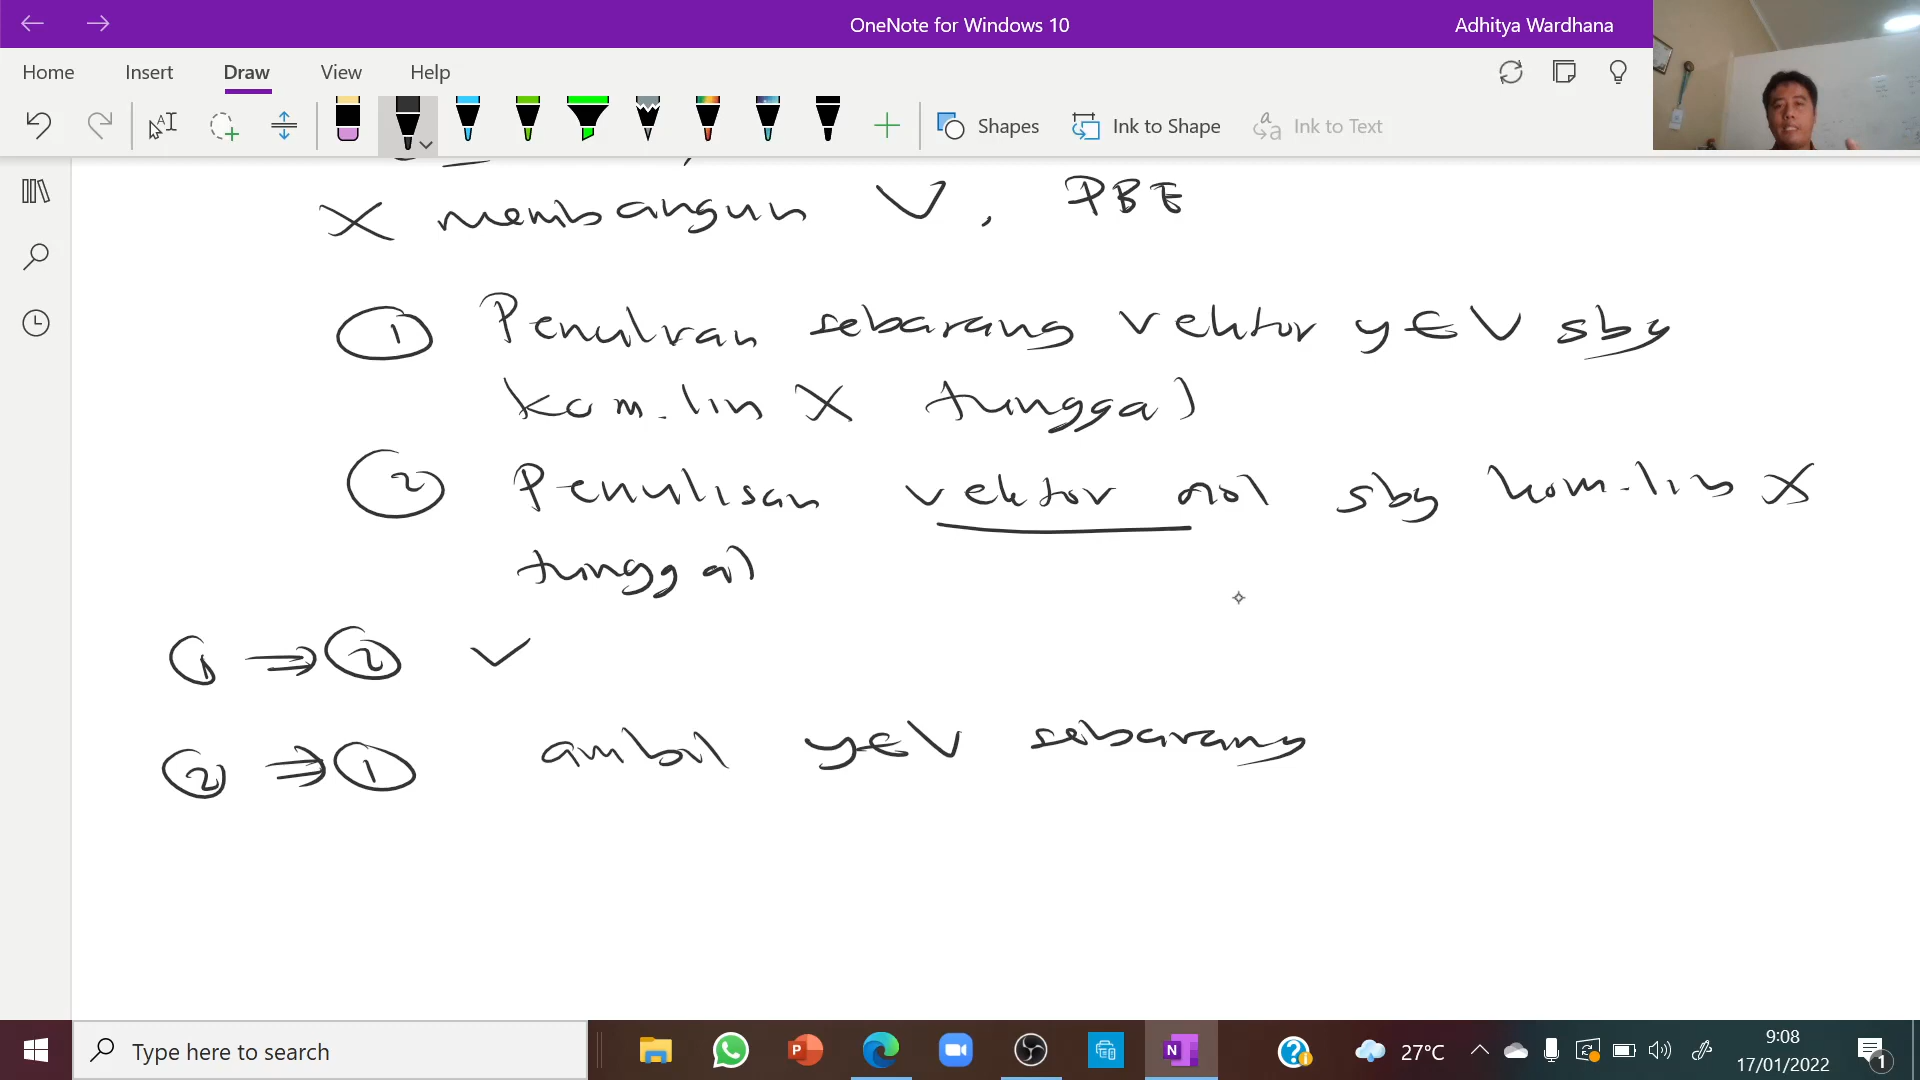 OneNote for Windows 10
Adhitya Wardhana
Home Insert Draw View Help
Shapes Ink to Shape Ink to Text
X membangun V, PBE
① Penulisan sebarang vektor y∈V sbg
kom.lin X tunggal
② Penulisan vektor nol sbg kom.lin X
tunggal
① ⇒ ② ✓
② ⇒ ① ambil y∈V sebarang
Type here to search
27°C
9:08
17/01/2022
1